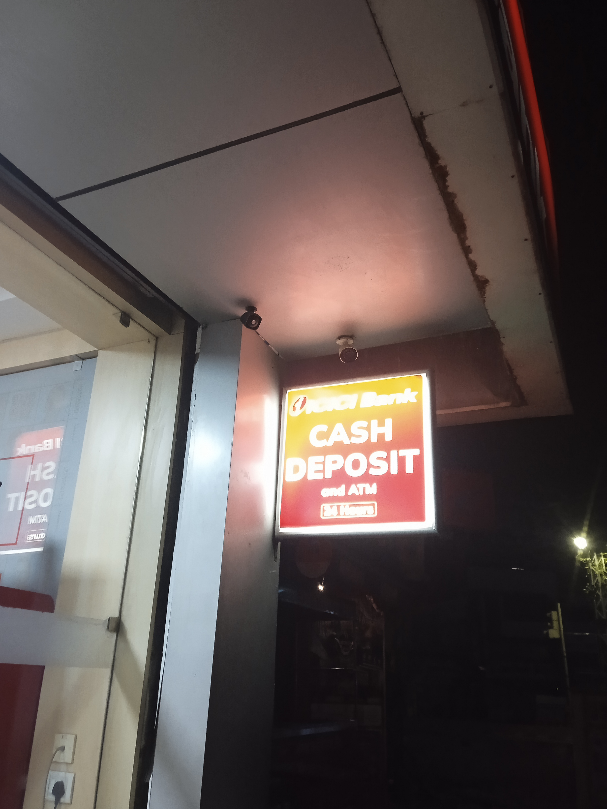 ICICI Bank
CASH
DEPOSIT
and ATM
24 Hours